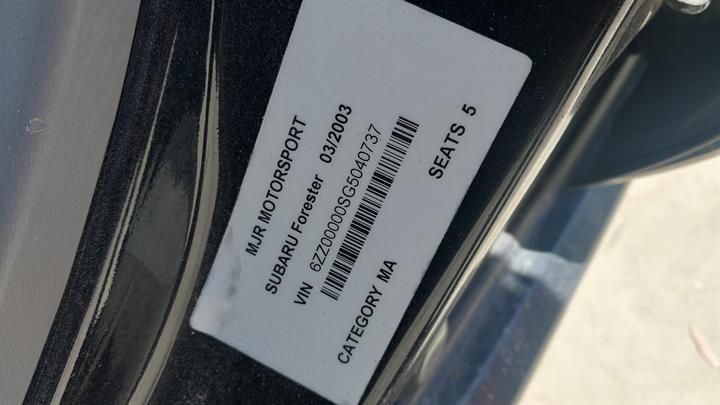 MJR MOTORSPORT
SUBARU Forester 03/2003
VIN 6ZZ00000SG5040737
CATEGORY MA
SEATS 5